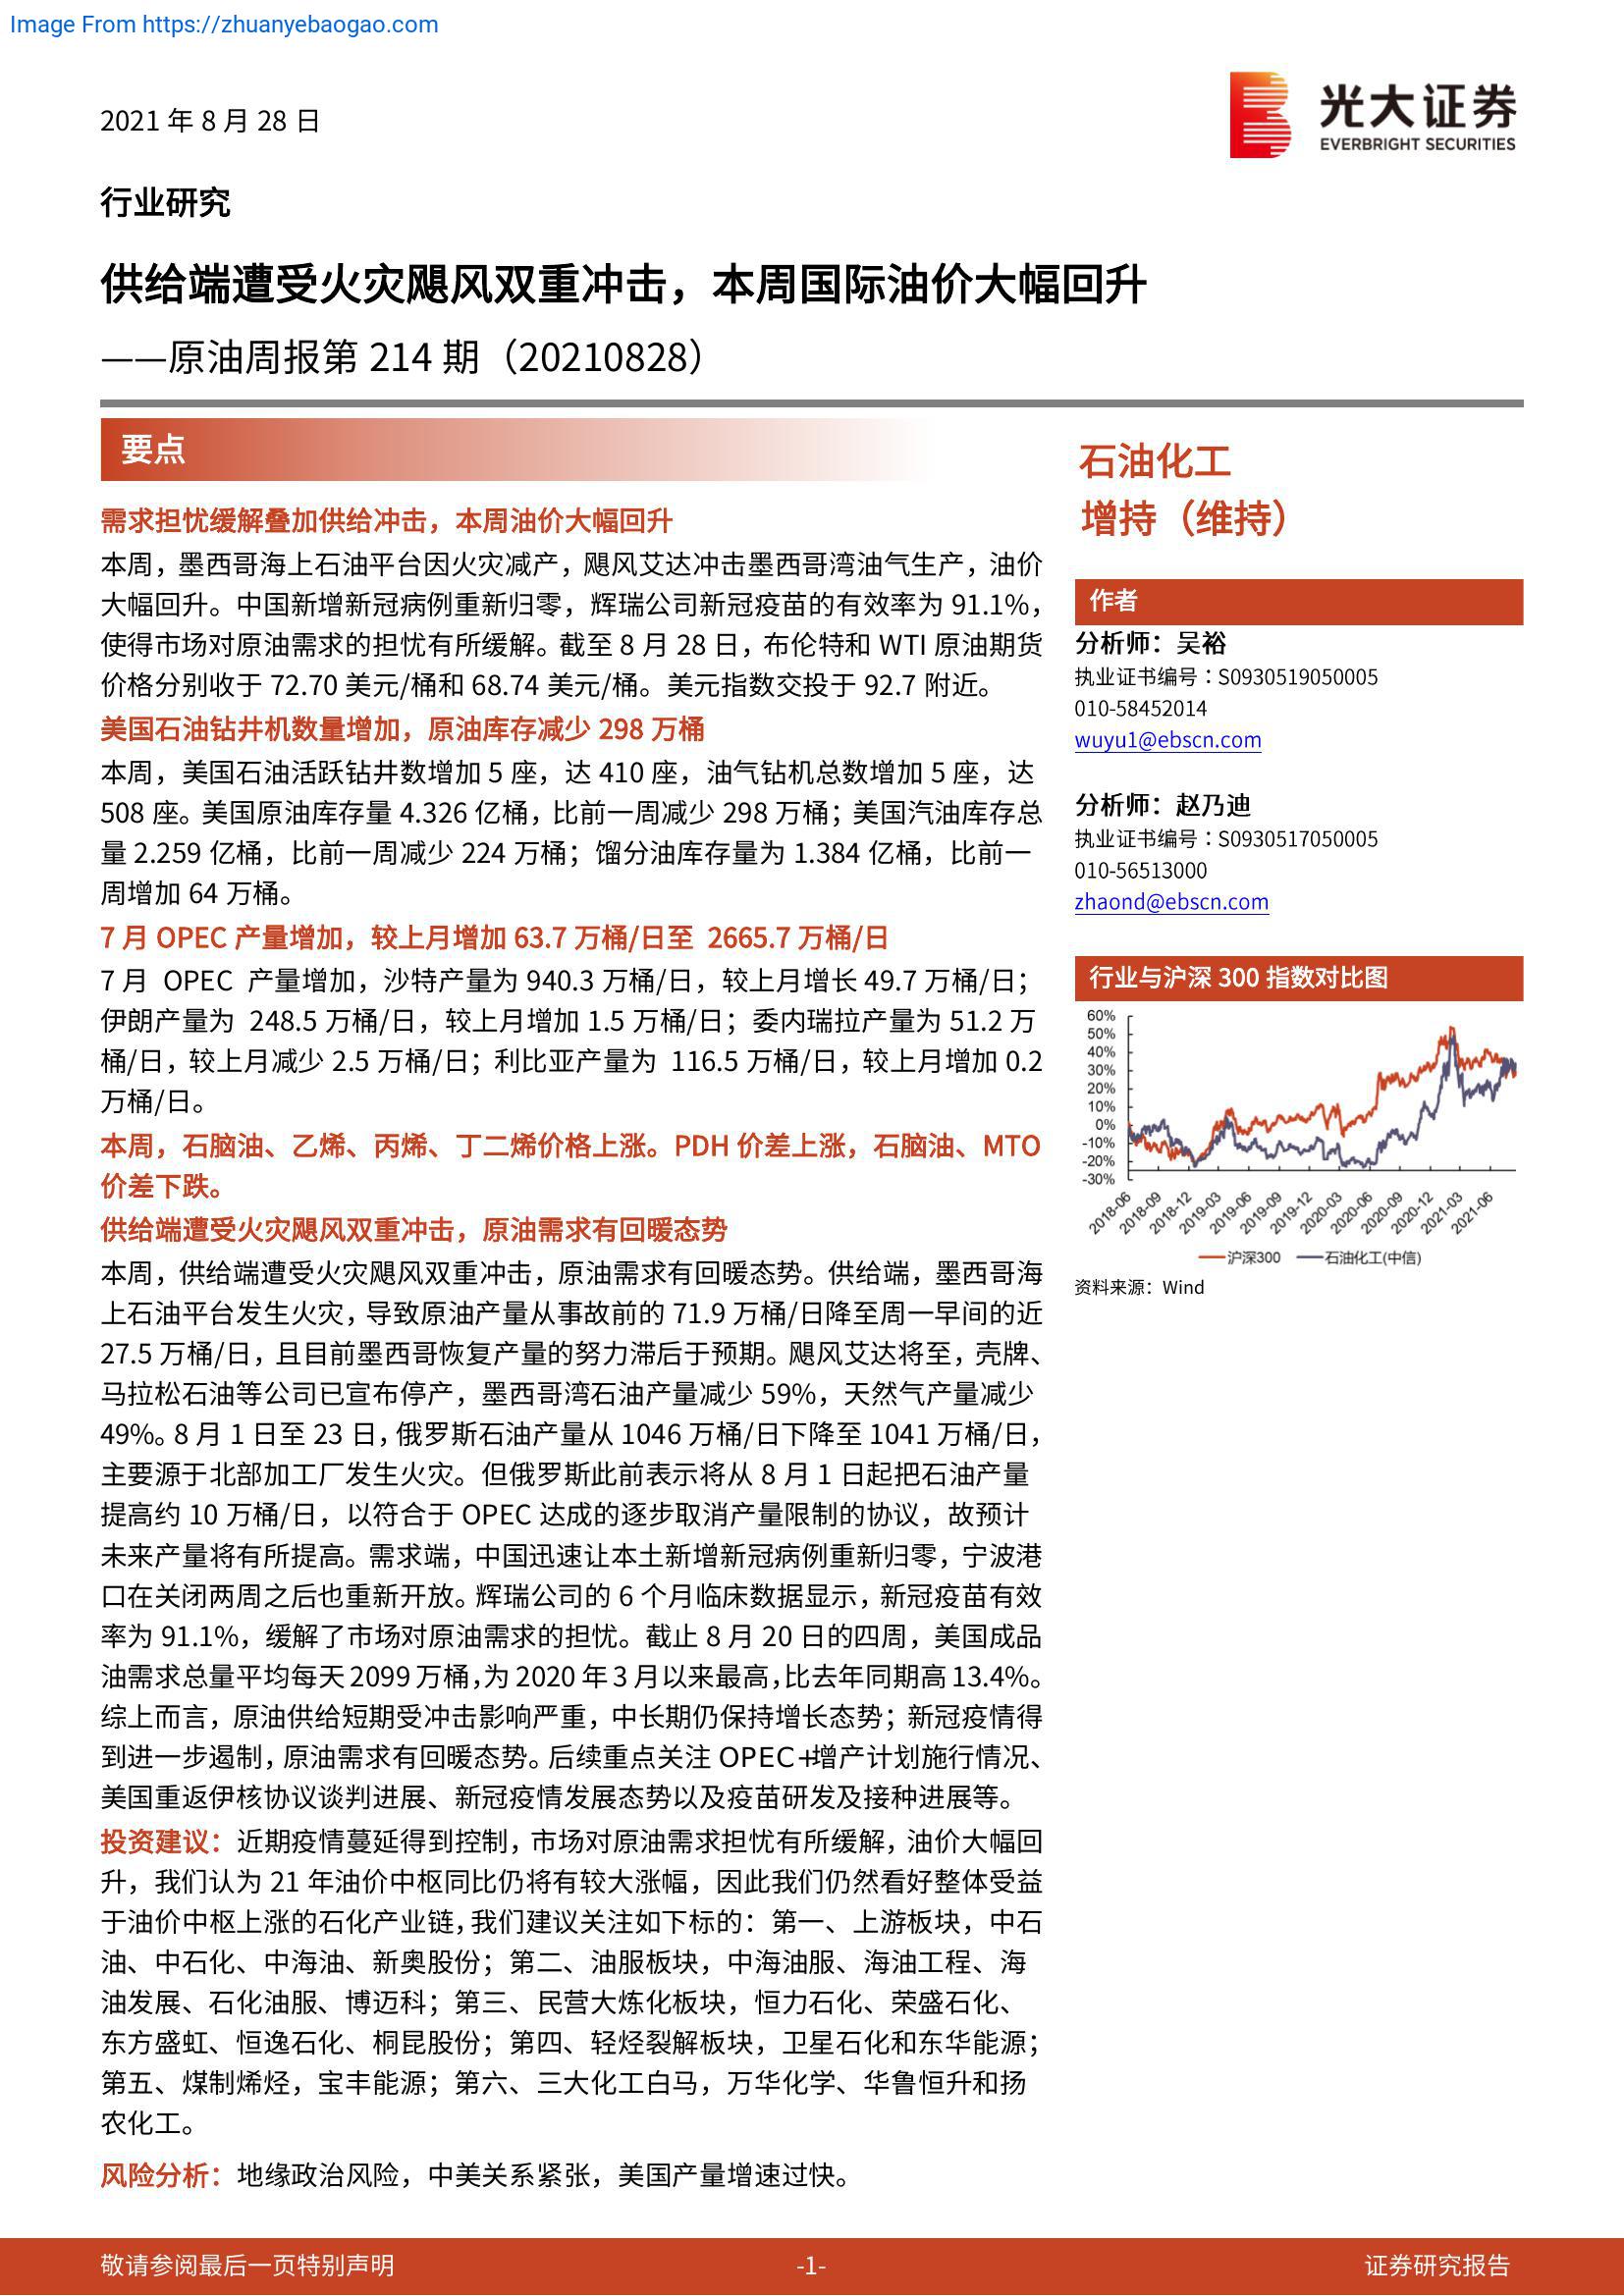 Image From https://zhuanyebaogao.com
2021 年 8 月 28 日
光大证券
EVERBRIGHT SECURITIES
行业研究
供给端遭受火灾飓风双重冲击，本周国际油价大幅回升
——原油周报第 214 期（20210828）
要点
需求担忧缓解叠加供给冲击，本周油价大幅回升
本周，墨西哥海上石油平台因火灾减产，飓风艾达冲击墨西哥湾油气生产，油价
大幅回升。中国新增新冠病例重新归零，辉瑞公司新冠疫苗的有效率为 91.1%，
使得市场对原油需求的担忧有所缓解。截至 8 月 28 日，布伦特和 WTI 原油期货
价格分别收于 72.70 美元/桶和 68.74 美元/桶。美元指数交投于 92.7 附近。
美国石油钻井机数量增加，原油库存减少 298 万桶
本周，美国石油活跃钻井数增加 5 座，达 410 座，油气钻机总数增加 5 座，达
508 座。美国原油库存量 4.326 亿桶，比前一周减少 298 万桶；美国汽油库存总
量 2.259 亿桶，比前一周减少 224 万桶；馏分油库存量为 1.384 亿桶，比前一
周增加 64 万桶。
7 月 OPEC 产量增加，较上月增加 63.7 万桶/日至 2665.7 万桶/日
7 月 OPEC 产量增加，沙特产量为 940.3 万桶/日，较上月增长 49.7 万桶/日；
伊朗产量为 248.5 万桶/日，较上月增加 1.5 万桶/日；委内瑞拉产量为 51.2 万
桶/日，较上月减少 2.5 万桶/日；利比亚产量为 116.5 万桶/日，较上月增加 0.2
万桶/日。
本周，石脑油、乙烯、丙烯、丁二烯价格上涨。PDH 价差上涨，石脑油、MTO
价差下跌。
供给端遭受火灾飓风双重冲击，原油需求有回暖态势
本周，供给端遭受火灾飓风双重冲击，原油需求有回暖态势。供给端，墨西哥海
上石油平台发生火灾，导致原油产量从事故前的 71.9 万桶/日降至周一早间的近
27.5 万桶/日，且目前墨西哥恢复产量的努力滞后于预期。飓风艾达将至，壳牌、
马拉松石油等公司已宣布停产，墨西哥湾石油产量减少 59%，天然气产量减少
49%。8 月 1 日至 23 日，俄罗斯石油产量从 1046 万桶/日下降至 1041 万桶/日，
主要源于北部加工厂发生火灾。但俄罗斯此前表示将从 8 月 1 日起把石油产量
提高约 10 万桶/日，以符合于 OPEC 达成的逐步取消产量限制的协议，故预计
未来产量将有所提高。需求端，中国迅速让本土新增新冠病例重新归零，宁波港
口在关闭两周之后也重新开放。辉瑞公司的 6 个月临床数据显示，新冠疫苗有效
率为 91.1%，缓解了市场对原油需求的担忧。截止 8 月 20 日的四周，美国成品
油需求总量平均每天 2099 万桶，为 2020 年 3 月以来最高，比去年同期高 13.4%。
综上而言，原油供给短期受冲击影响严重，中长期仍保持增长态势；新冠疫情得
到进一步遏制，原油需求有回暖态势。后续重点关注 OPEC+增产计划施行情况、
美国重返伊核协议谈判进展、新冠疫情发展态势以及疫苗研发及接种进展等。
投资建议：近期疫情蔓延得到控制，市场对原油需求担忧有所缓解，油价大幅回
升，我们认为 21 年油价中枢同比仍将有较大涨幅，因此我们仍然看好整体受益
于油价中枢上涨的石化产业链，我们建议关注如下标的：第一、上游板块，中石
油、中石化、中海油、新奥股份；第二、油服板块，中海油服、海油工程、海
油发展、石化油服、博迈科；第三、民营大炼化板块，恒力石化、荣盛石化、
东方盛虹、恒逸石化、桐昆股份；第四、轻烃裂解板块，卫星石化和东华能源；
第五、煤制烯烃，宝丰能源；第六、三大化工白马，万华化学、华鲁恒升和扬
农化工。
风险分析：地缘政治风险，中美关系紧张，美国产量增速过快。
石油化工
增持（维持）
作者
分析师：吴裕
执业证书编号：S0930519050005
010-58452014
wuyu1@ebscn.com
分析师：赵乃迪
执业证书编号：S0930517050005
010-56513000
zhaond@ebscn.com
行业与沪深 300 指数对比图
60%
50%
40%
30%
20%
10%
0%
-10%
-20%
-30%
2018-06
2018-09
2018-12
2019-03
2019-06
2019-09
2019-12
2020-03
2020-06
2020-09
2020-12
2021-03
2021-06
沪深300 石油化工(中信)
资料来源：Wind
敬请参阅最后一页特别声明 -1- 证券研究报告